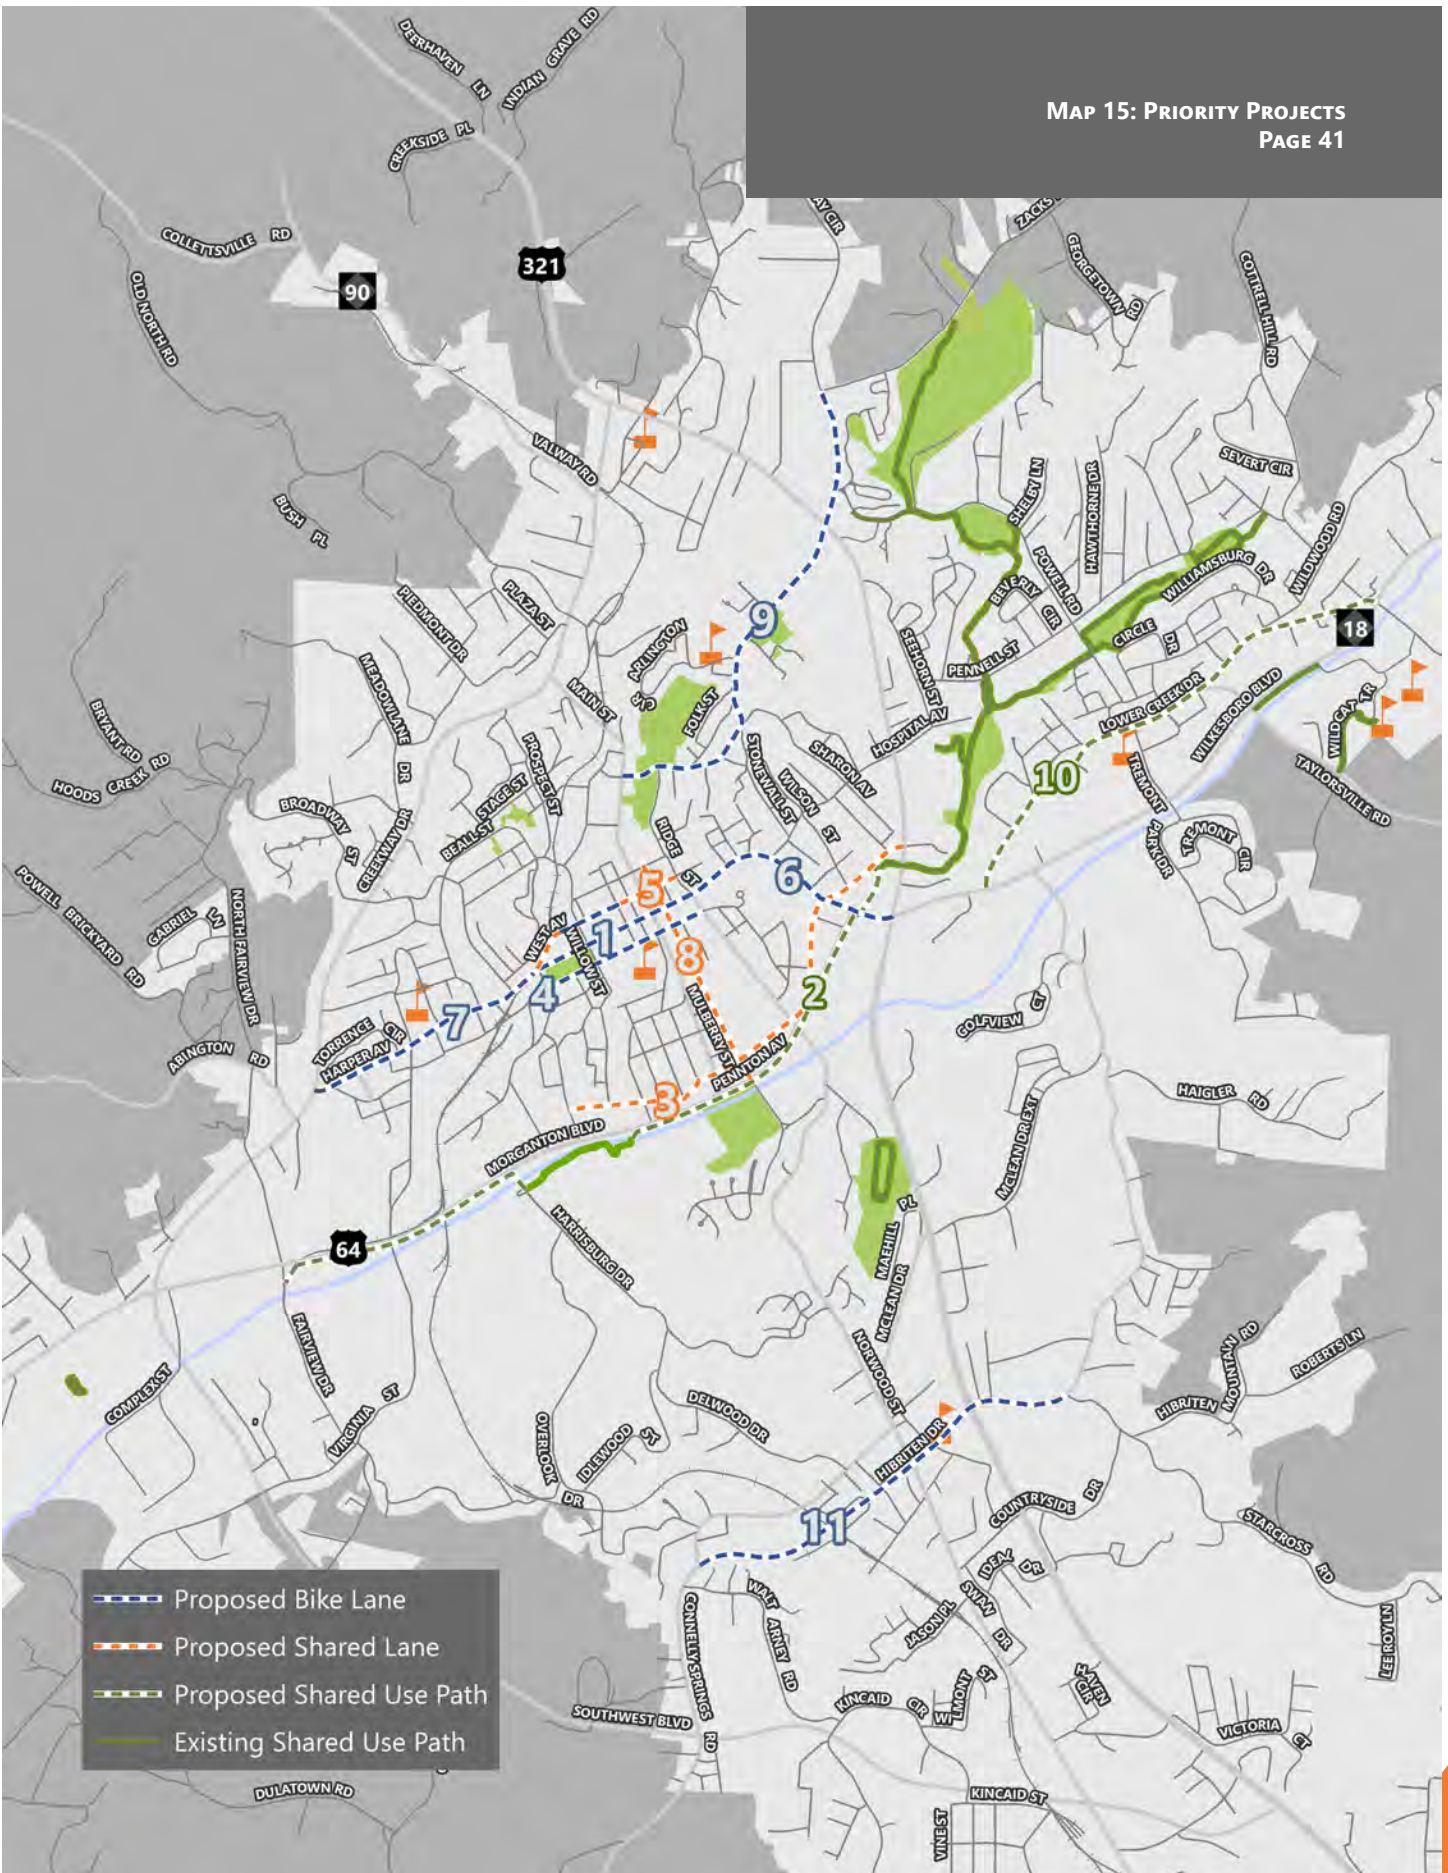 MAP 15: PRIORITY PROJECTS
PAGE 41
DEERHAVEN LN
INDIAN GRAVE RD
CREEKSIDE PL
COLLETTSVILLE RD
321
90
OLD NORTH RD
AY CIR
ZACKS
GEORGETOWN RD
COTTRELL HILL RD
VALWAY RD
BUSH PL
SEVERT CIR
SHELBY LN
HAWTHORNE DR
WILDWOOD RD
POWELL RD
BEVERLY CIR
WILLIAMSBURG DR
PIEDMONT DR
PLAZA ST
9
ARLINGTON CIR
18
CIRCLE DR
SEEHORN ST
PENNELL ST
MEADOWLANE DR
MAIN ST
FOLK ST
BRYANT RD
HOODS CREEK RD
LOWER CREEK DR
WILKESBORO BLVD
WILDCAT TR
HOSPITAL AV
SHARON AV
STONEWALL ST
WILSON ST
PROSPECT ST
STAGE ST
BEALL ST
10
TREMONT PARK DR
TREMONT CIR
TAYLORSVILLE RD
BROADWAY ST
CREEKWAY DR
RIDGE ST
6
5
POWELL BRICKYARD RD
GABRIEL LN
NORTH FAIRVIEW DR
WEST AV
WILLOW ST
1
8
4
2
7
MULBERRY ST
GOLFVIEW CT
TORRENCE CIR
HARPER AV
ABINGTON RD
PENNTON AV
3
HAIGLER RD
MORGANTON BLVD
MCLEAN DR EXT
64
HARRISBURG DR
MAEHILL PL
MCLEAN DR
FAIRVIEW DR
COMPLEX ST
VIRGINIA ST
NORWOOD ST
HIBRITEN MOUNTAIN RD
ROBERTS LN
OVERLOOK DR
IDLEWOOD ST
DELWOOD DR
HIBRITEN DR
11
COUNTRYSIDE DR
STARCROSS RD
IDEAL DR
SWAN DR
JASON PL
WALT ARNEY RD
CONNELLY SPRINGS RD
LEE ROY LN
HAVEN CIR
WILMONT ST
KINCAID CIR
SOUTHWEST BLVD
VICTORIA CT
KINCAID ST
VINE ST
DULATOWN RD
Proposed Bike Lane
Proposed Shared Lane
Proposed Shared Use Path
Existing Shared Use Path